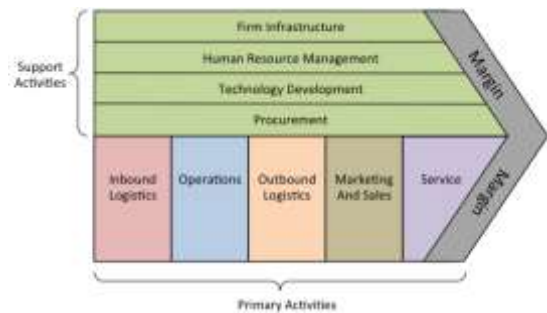 Firm Infrastructure
Human Resource Management
Support
Activities
Technology Development
Procurement
Margin
Inbound
Logistics
Operations
Outbound
Logistics
Marketing
And Sales
Service
Margin
Primary Activities